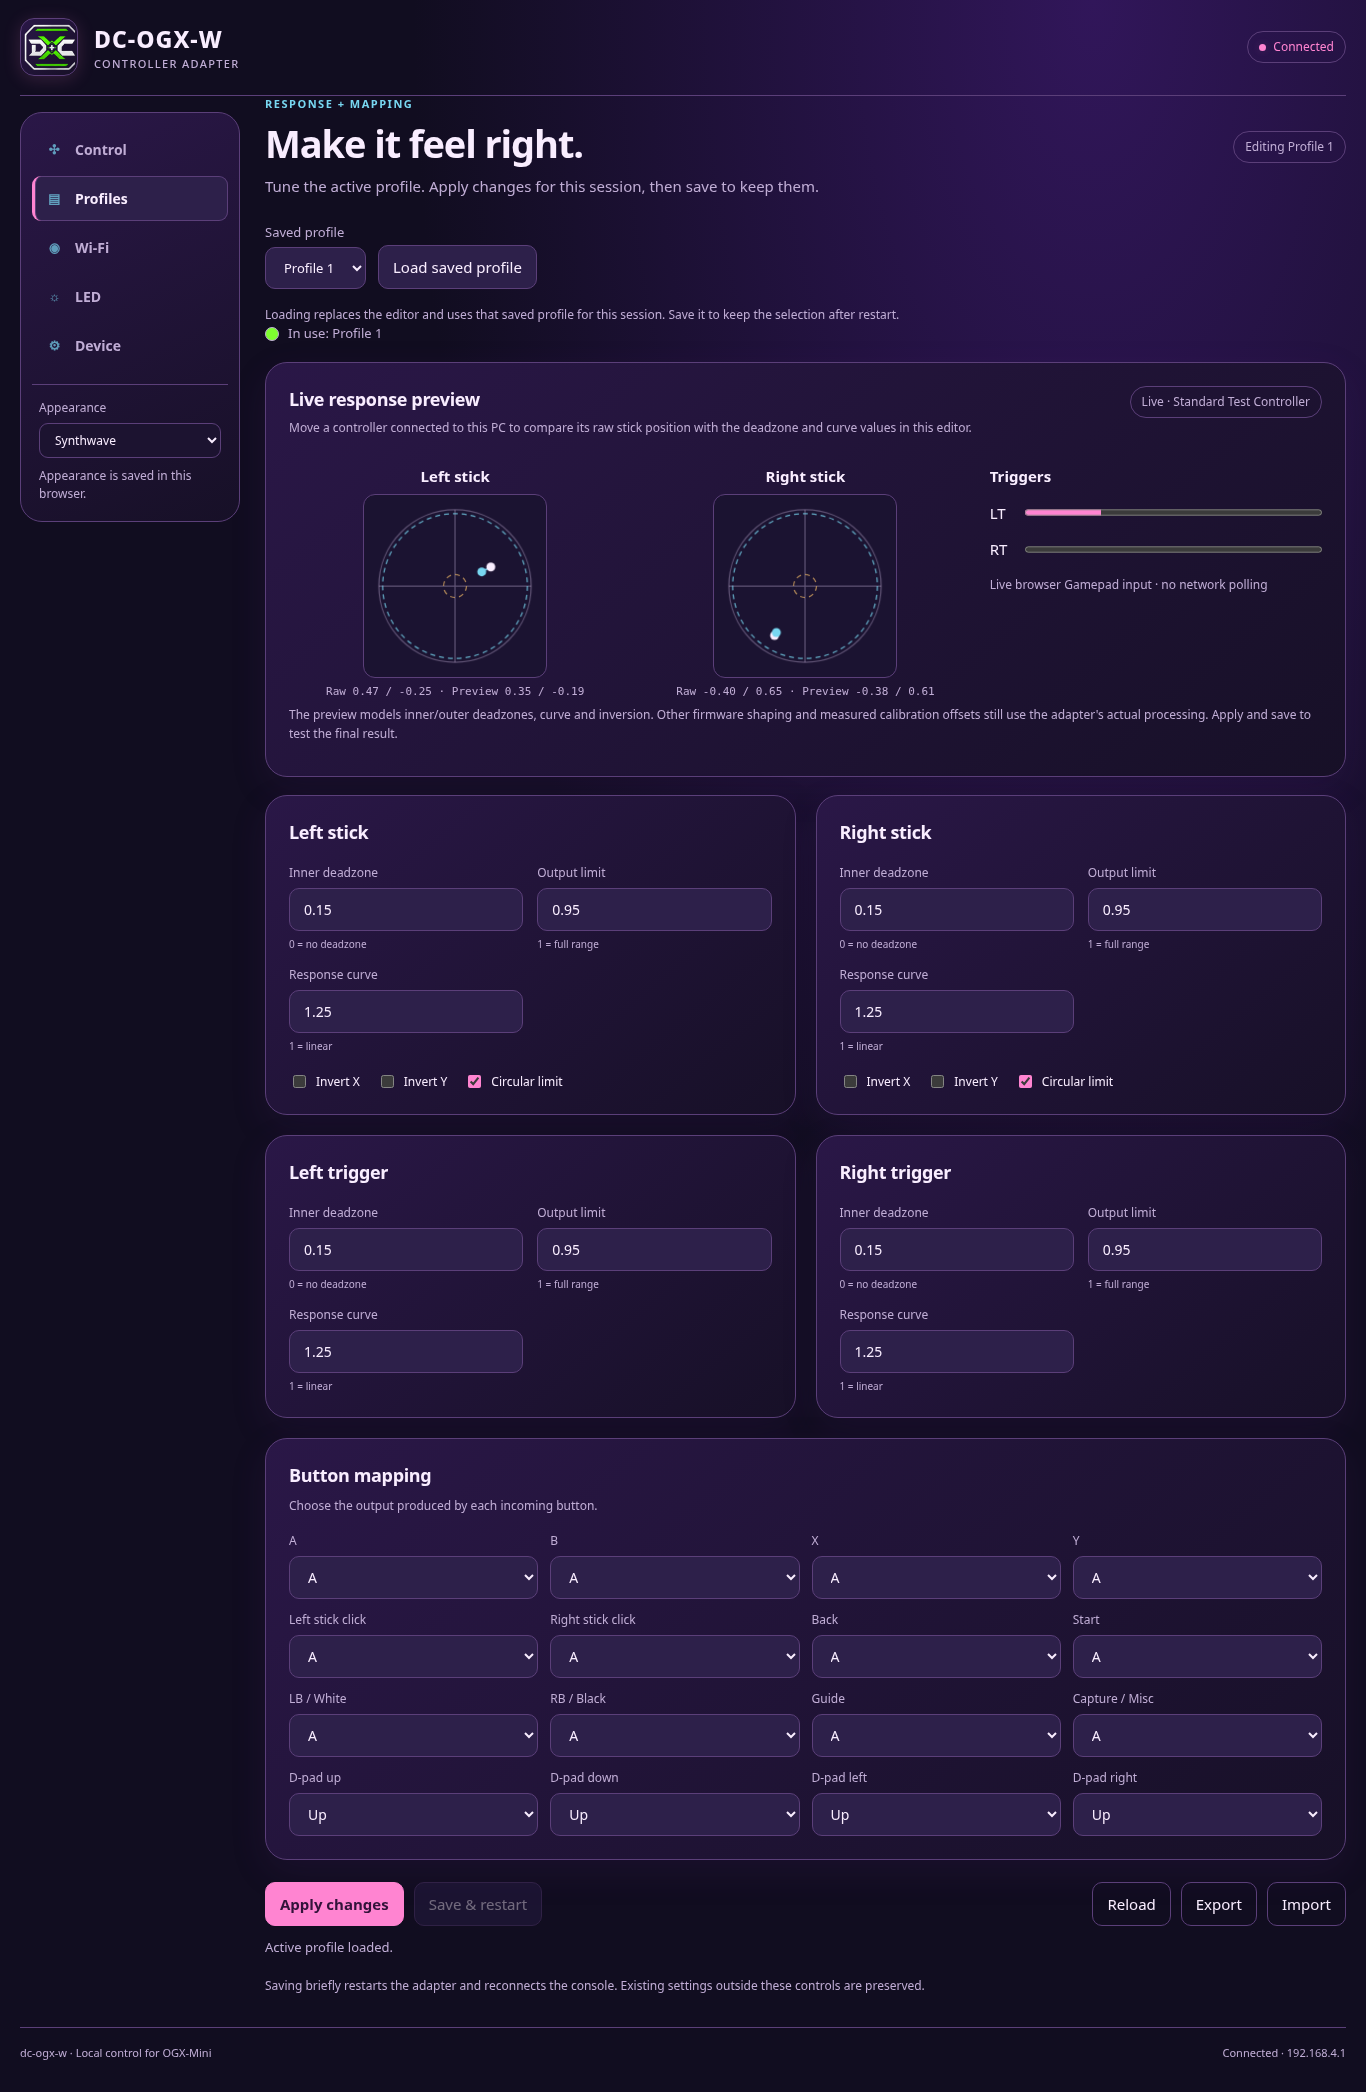 DC
DC-OGX-W
CONTROLLER ADAPTER
Connected
Control
Profiles
Wi-Fi
LED
Device
Appearance
Synthwave
Appearance is saved in this
browser.
RESPONSE + MAPPING
Make it feel right.
Editing Profile 1
Tune the active profile. Apply changes for this session, then save to keep them.
Saved profile
Profile 1
Load saved profile
Loading replaces the editor and uses that saved profile for this session. Save it to keep the selection after restart.
In use: Profile 1
Live response preview
Live · Standard Test Controller
Move a controller connected to this PC to compare its raw stick position with the deadzone and curve values in this editor.
Left stick
Right stick
Triggers
LT
RT
Live browser Gamepad input · no network polling
Raw 0.47 / -0.25 · Preview 0.35 / -0.19
Raw -0.40 / 0.65 · Preview -0.38 / 0.61
The preview models inner/outer deadzones, curve and inversion. Other firmware shaping and measured calibration offsets still use the adapter's actual processing. Apply and save to
test the final result.
Left stick
Inner deadzone
Output limit
0.15
0.95
0 = no deadzone
1 = full range
Response curve
1.25
1 = linear
Invert X
Invert Y
Circular limit
Right stick
Inner deadzone
Output limit
0.15
0.95
0 = no deadzone
1 = full range
Response curve
1.25
1 = linear
Invert X
Invert Y
Circular limit
Left trigger
Inner deadzone
Output limit
0.15
0.95
0 = no deadzone
1 = full range
Response curve
1.25
1 = linear
Right trigger
Inner deadzone
Output limit
0.15
0.95
0 = no deadzone
1 = full range
Response curve
1.25
1 = linear
Button mapping
Choose the output produced by each incoming button.
A
B
X
Y
A
A
A
A
Left stick click
Right stick click
Back
Start
A
A
A
A
LB / White
RB / Black
Guide
Capture / Misc
A
A
A
A
D-pad up
D-pad down
D-pad left
D-pad right
Up
Up
Up
Up
Apply changes
Save & restart
Reload
Export
Import
Active profile loaded.
Saving briefly restarts the adapter and reconnects the console. Existing settings outside these controls are preserved.
dc-ogx-w · Local control for OGX-Mini
Connected · 192.168.4.1